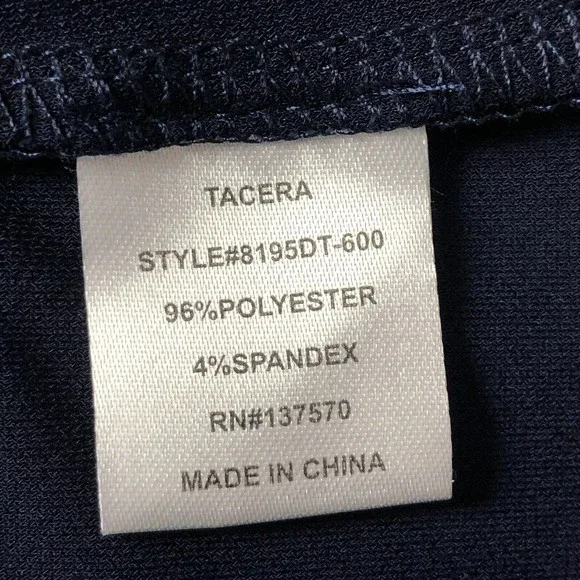 TACERA
STYLE#8195DT-600
96%POLYESTER
4%SPANDEX
RN#137570
MADE IN CHINA